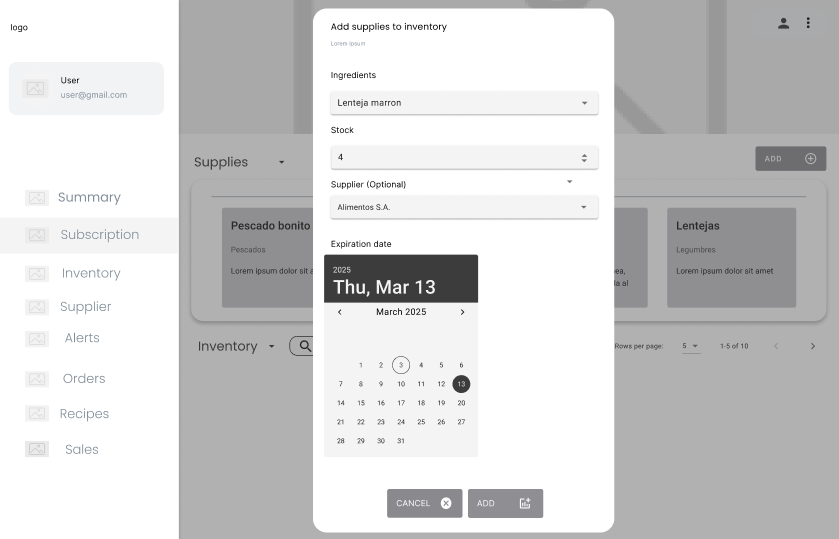 logo
User
user@gmail.com
Summary
Subscription
Inventory
Supplier
Alerts
Orders
Recipes
Sales
Supplies
ADD
Pescado bonito
Pescados
Lorem ipsum dolor sit a
ea,
la al
Lentejas
Legumbres
Lorem ipsum dolor sit amet
Inventory
Rows per page:
5
1-5 of 10
Add supplies to inventory
Lorem ipsum
Ingredients
Lenteja marron
Stock
4
Supplier (Optional)
Alimentos S.A.
Expiration date
2025
Thu, Mar 13
March 2025
1 2 3 4 5 6
7 8 9 10 11 12 13
14 15 16 17 18 19 20
21 22 23 24 25 26 27
28 29 30 31
CANCEL
ADD